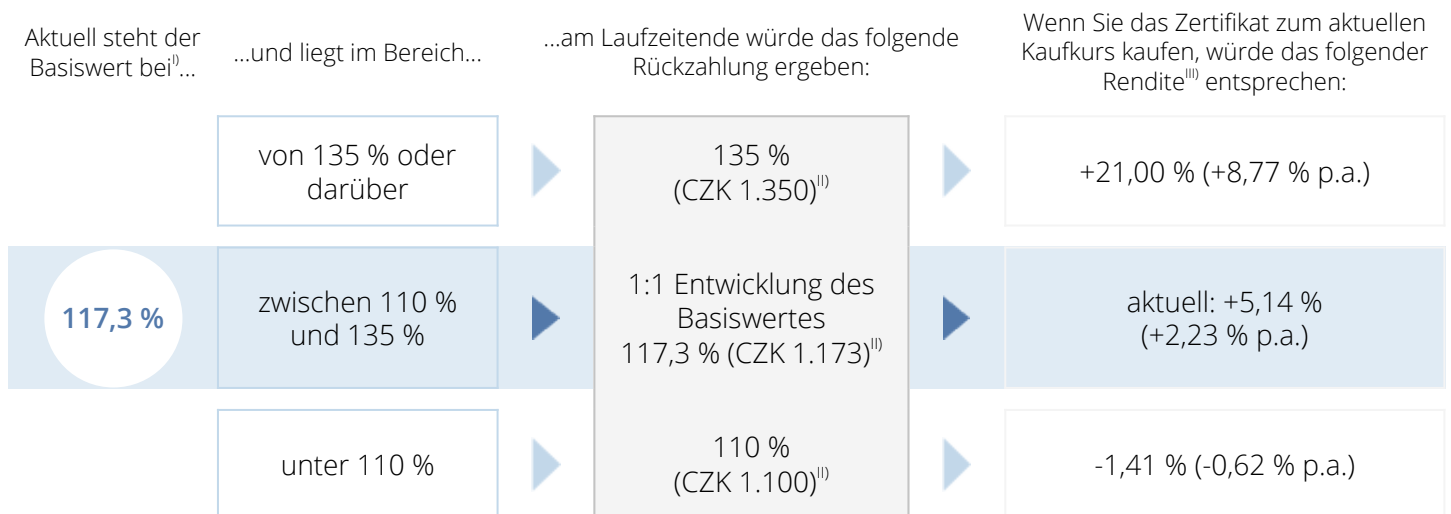 Aktuell steht der
Basiswert bei^I)...
...und liegt im Bereich...
...am Laufzeitende würde das folgende
Rückzahlung ergeben:
Wenn Sie das Zertifikat zum aktuellen
Kaufkurs kaufen, würde das folgender
Rendite^III) entsprechen:
von 135 % oder
darüber
135 %
(CZK 1.350)^II)
+21,00 % (+8,77 % p.a.)
117,3 %
zwischen 110 %
und 135 %
1:1 Entwicklung des
Basiswertes
117,3 % (CZK 1.173)^II)
aktuell: +5,14 %
(+2,23 % p.a.)
unter 110 %
110 %
(CZK 1.100)^II)
-1,41 % (-0,62 % p.a.)